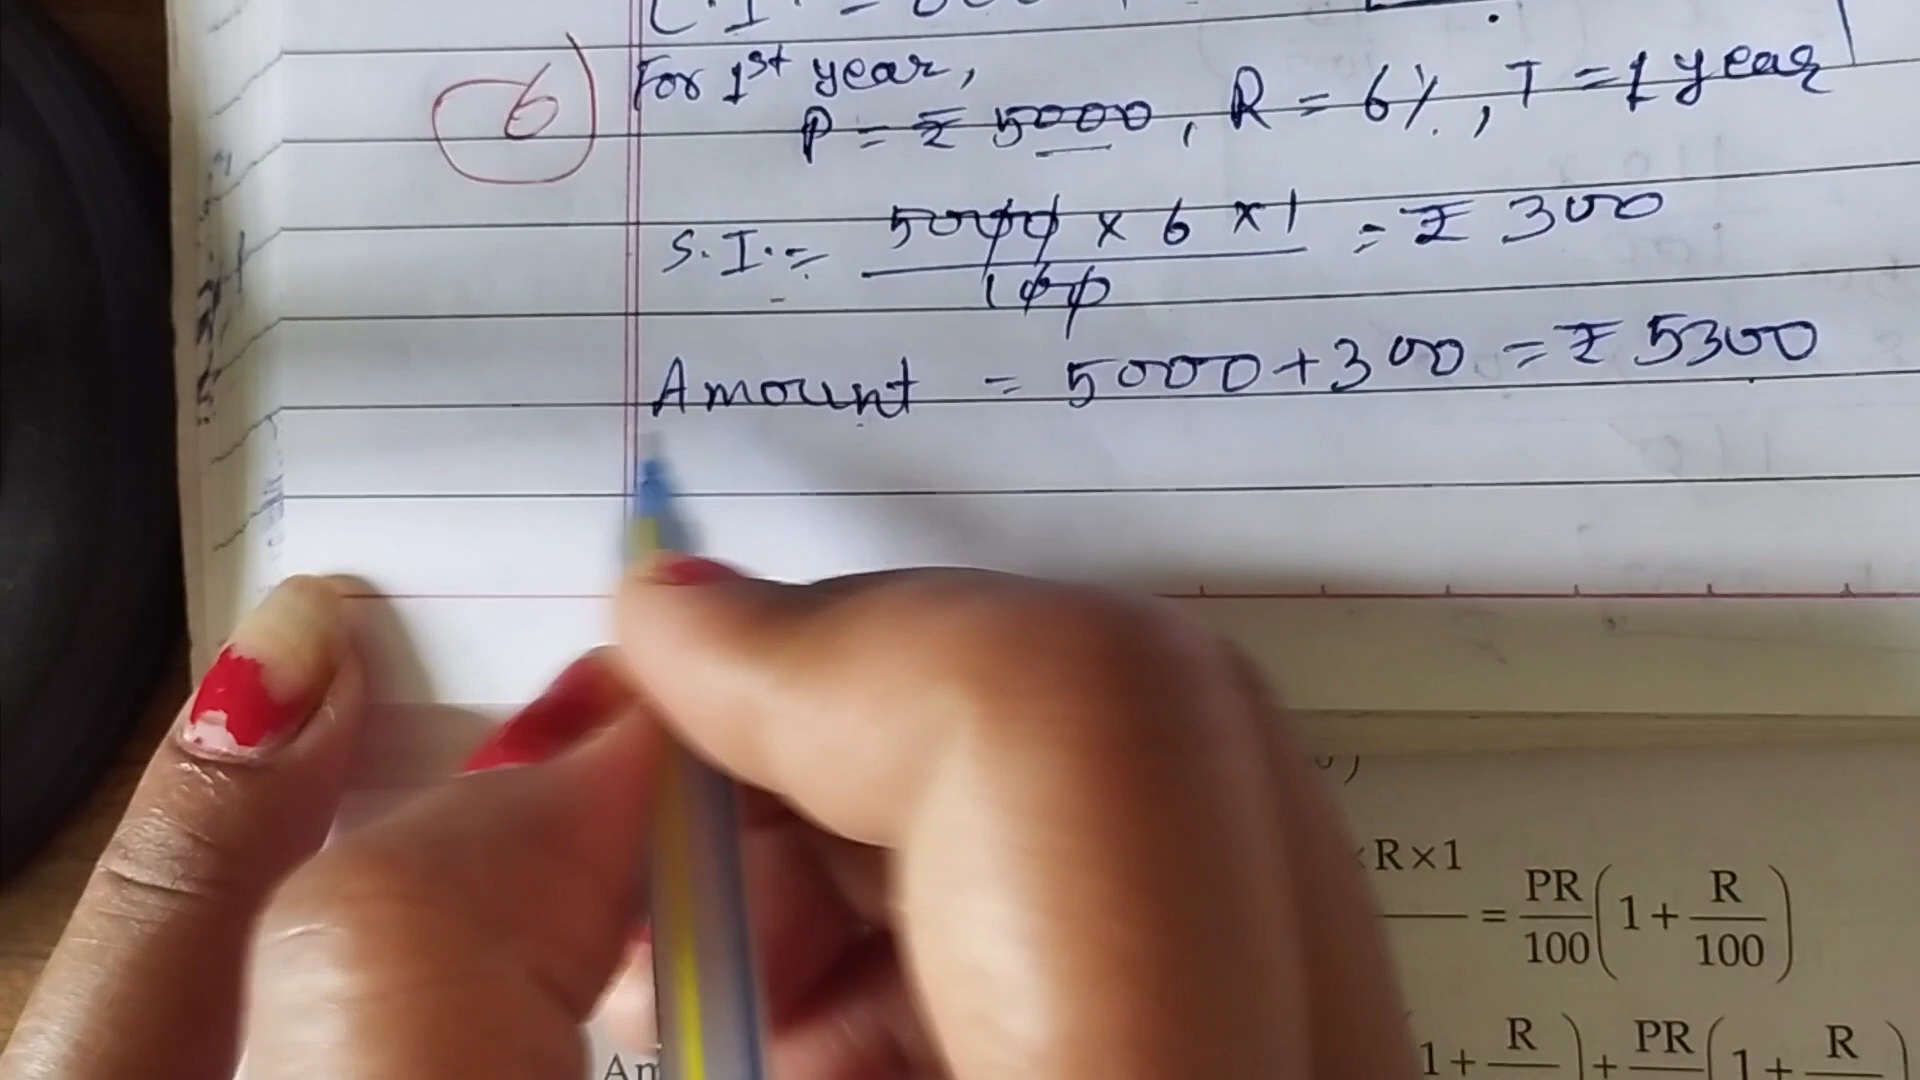 6) For 1st year,
P = ₹ 5000, R = 6%, T = 1 year
S.I. = 5000 × 6 × 1 / 100 = ₹ 300
Amount = 5000 + 300 = ₹ 5300
R×1
= PR/100 (1 + R/100)
1 + R
+ PR (1 + R